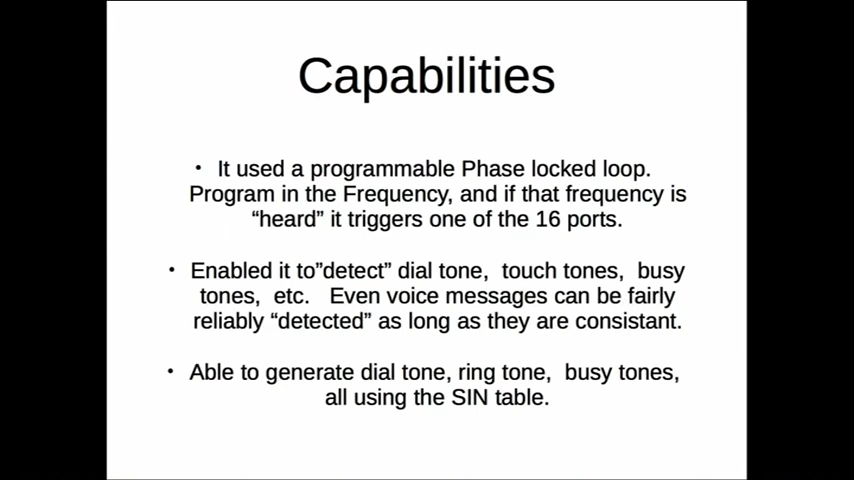 Capabilities
• It used a programmable Phase locked loop.
Program in the Frequency, and if that frequency is
“heard” it triggers one of the 16 ports.
• Enabled it to”detect” dial tone, touch tones, busy
tones, etc. Even voice messages can be fairly
reliably “detected” as long as they are consistant.
• Able to generate dial tone, ring tone, busy tones,
all using the SIN table.